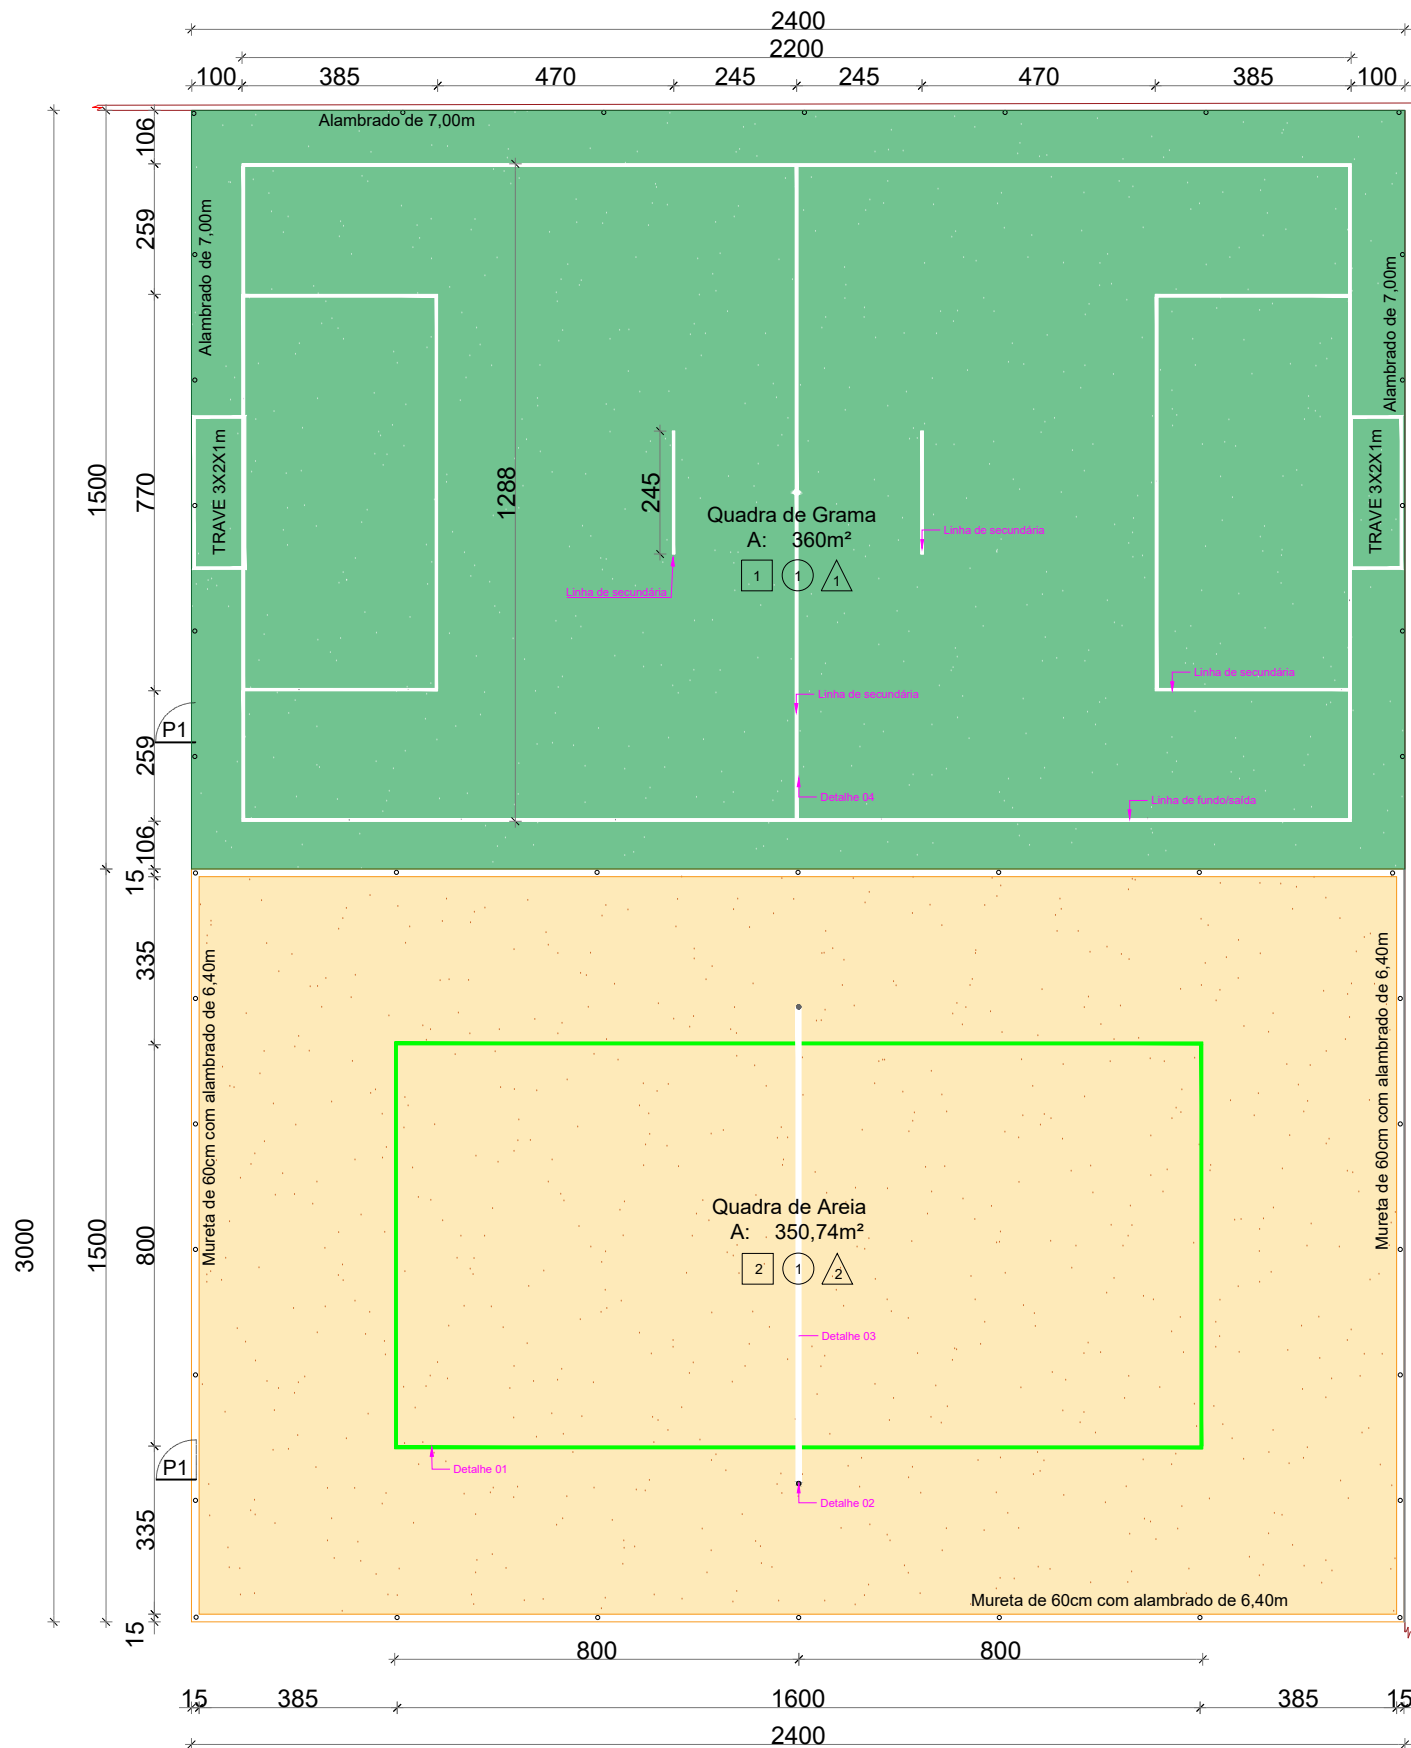 2400
2200
100 385 470 245 245 470 385 100
Alambrado de 7,00m
106
259
770
259
106
1500
Alambrado de 7,00m
Alambrado de 7,00m
TRAVE 3X2X1m
TRAVE 3X2X1m
1288
245
Quadra de Grama
A: 360m²
1 1 1
Linha de secundária
Linha de secundária
Linha de secundária
Linha de secundária
P1
Detalhe 04
Linha de fundo/saída
15
335
800
335
15
1500
3000
Mureta de 60cm com alambrado de 6,40m
Mureta de 60cm com alambrado de 6,40m
Quadra de Areia
A: 350,74m²
2 1 2
Detalhe 03
P1
Detalhe 01
Detalhe 02
Mureta de 60cm com alambrado de 6,40m
800 800
15 385 1600 385 15
2400